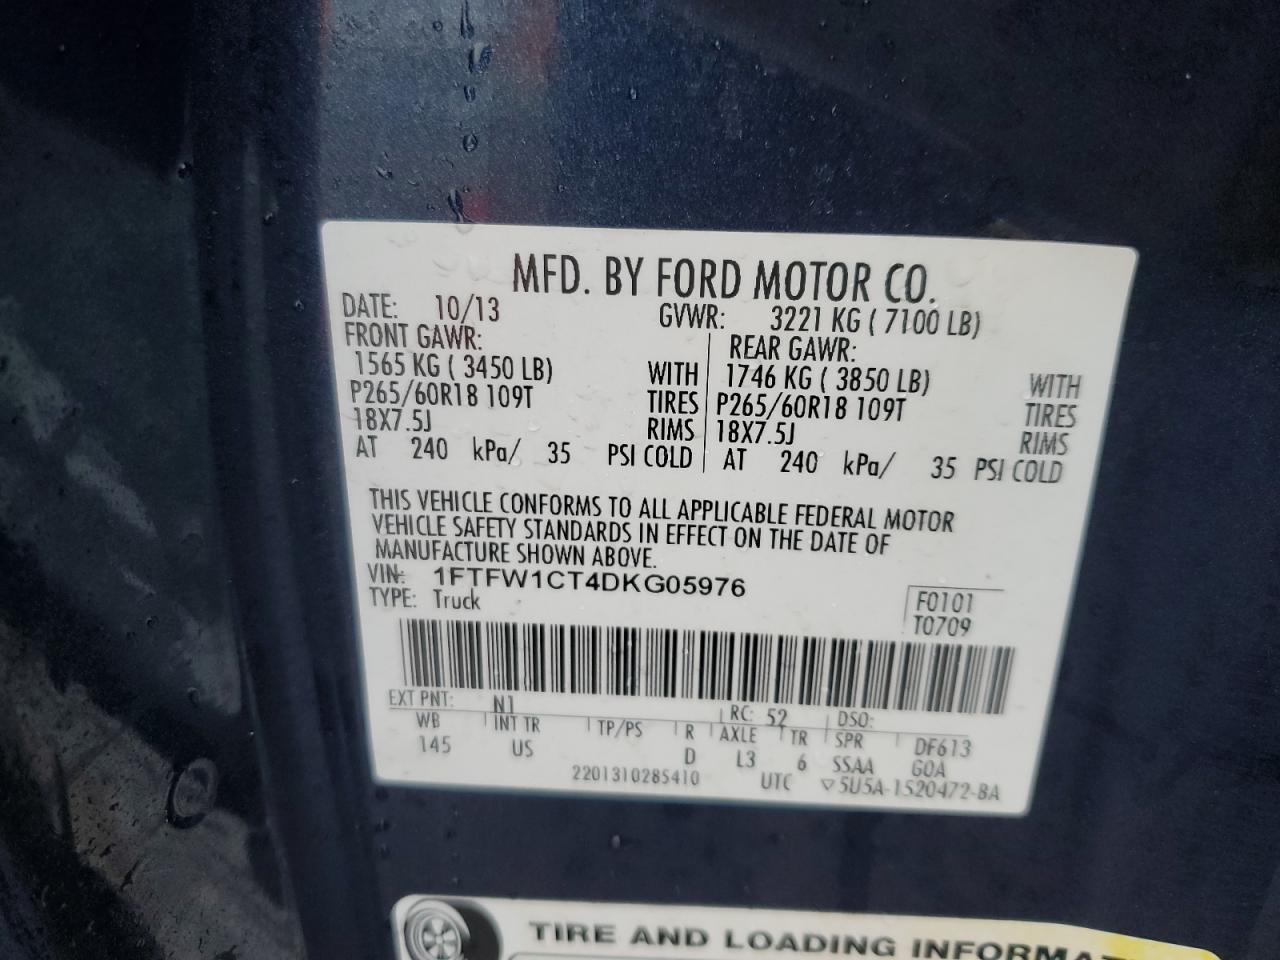 MFD. BY FORD MOTOR CO.
DATE: 10/13 GVWR: 3221 KG ( 7100 LB)
FRONT GAWR: REAR GAWR:
1565 KG ( 3450 LB) WITH 1746 KG ( 3850 LB) WITH
P265/60R18 109T TIRES P265/60R18 109T TIRES
18X7.5J RIMS 18X7.5J RIMS
AT 240 kPa/ 35 PSI COLD AT 240 kPa/ 35 PSI COLD
THIS VEHICLE CONFORMS TO ALL APPLICABLE FEDERAL MOTOR
VEHICLE SAFETY STANDARDS IN EFFECT ON THE DATE OF
MANUFACTURE SHOWN ABOVE.
VIN: 1FTFW1CT4DKG05976
TYPE: Truck F0101
T0709
EXT PNT: N1 RC: 52 DSO:
WB INT TR TP/PS R AXLE TR SPR DF613
145 US D L3 6 SSAA GOA
2201310285410 UTC ▽5U5A-1520472-BA
TIRE AND LOADING